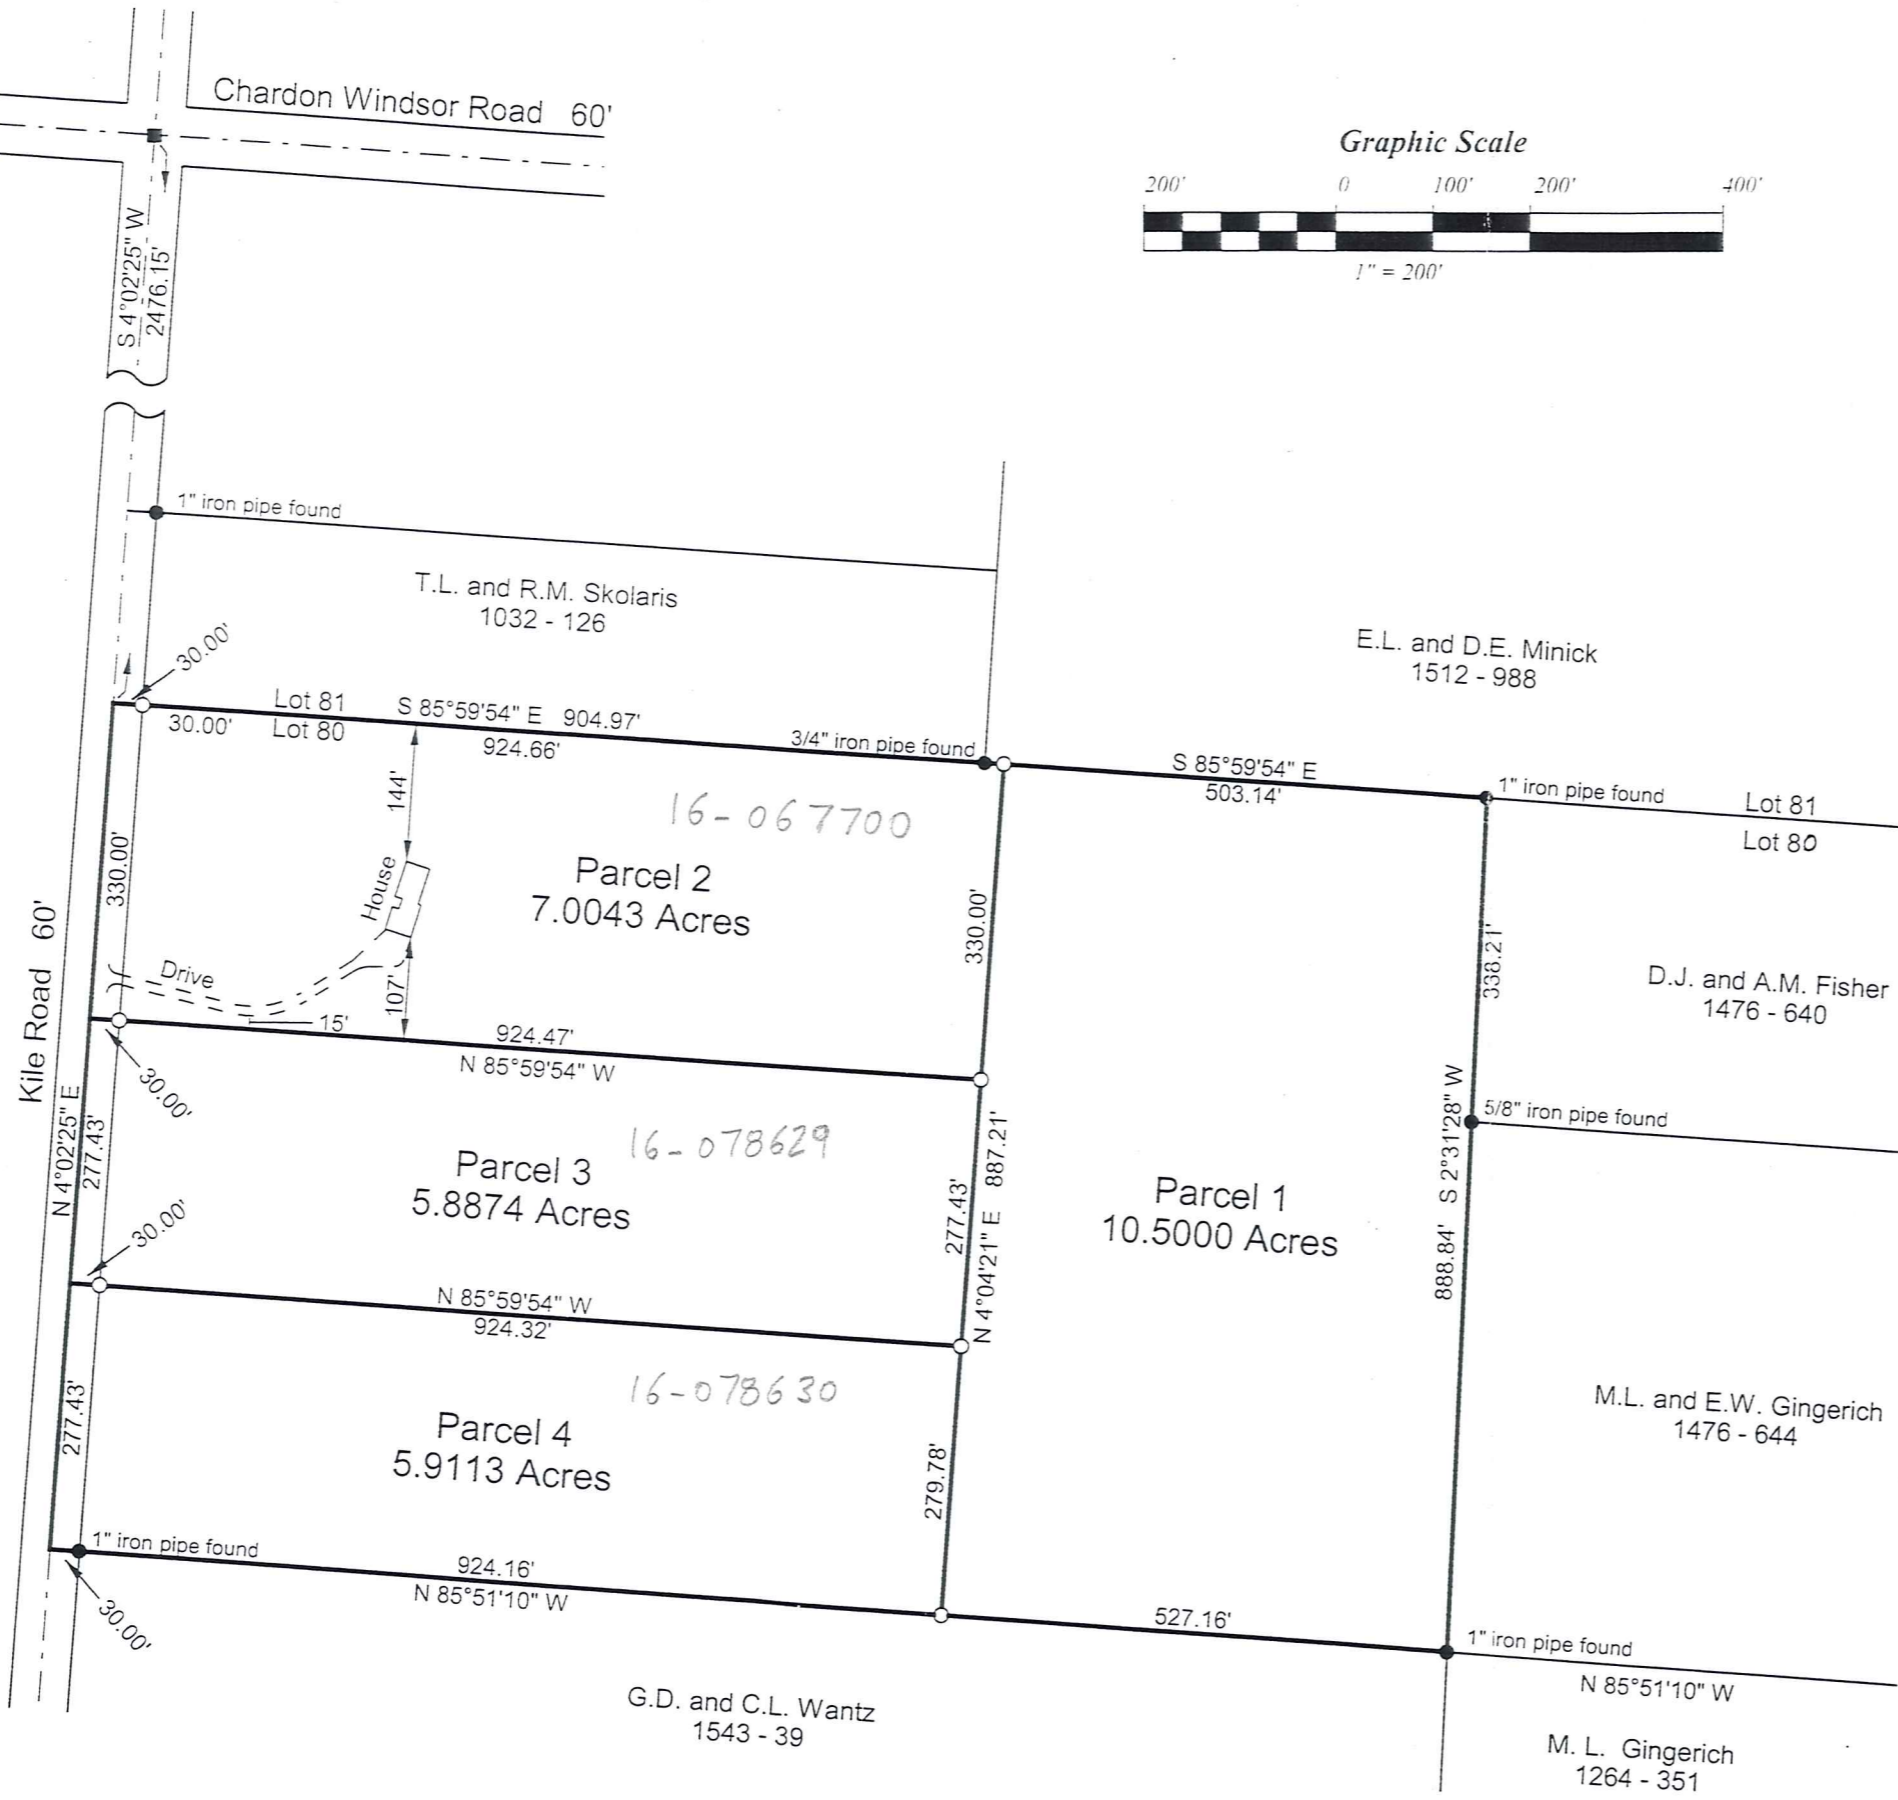 Chardon Windsor Road 60'
Graphic Scale
200' 0 100' 200' 400'
1" = 200'
S 4°02'25" W
2476.15'
1" iron pipe found
T.L. and R.M. Skolaris
1032 - 126
E.L. and D.E. Minick
1512 - 988
30.00'
Lot 81
S 85°59'54" E 904.97'
30.00'
Lot 80
924.66'
3/4" iron pipe found
S 85°59'54" E
503.14'
1" iron pipe found
Lot 81
Lot 80
144'
16-067700
330.00'
House
Parcel 2
7.0043 Acres
330.00'
338.21'
Kile Road 60'
Drive
107'
15'
924.47'
N 85°59'54" W
D.J. and A.M. Fisher
1476 - 640
30.00'
N 4°02'25" E
277.43'
16-078629
Parcel 3
5.8874 Acres
277.43'
N 4°04'21" E 887.21'
Parcel 1
10.5000 Acres
888.84' S 2°31'28" W
5/8" iron pipe found
30.00'
N 85°59'54" W
924.32'
16-078630
277.43'
Parcel 4
5.9113 Acres
279.78'
M.L. and E.W. Gingerich
1476 - 644
1" iron pipe found
924.16'
N 85°51'10" W
30.00'
527.16'
1" iron pipe found
N 85°51'10" W
G.D. and C.L. Wantz
1543 - 39
M. L. Gingerich
1264 - 351